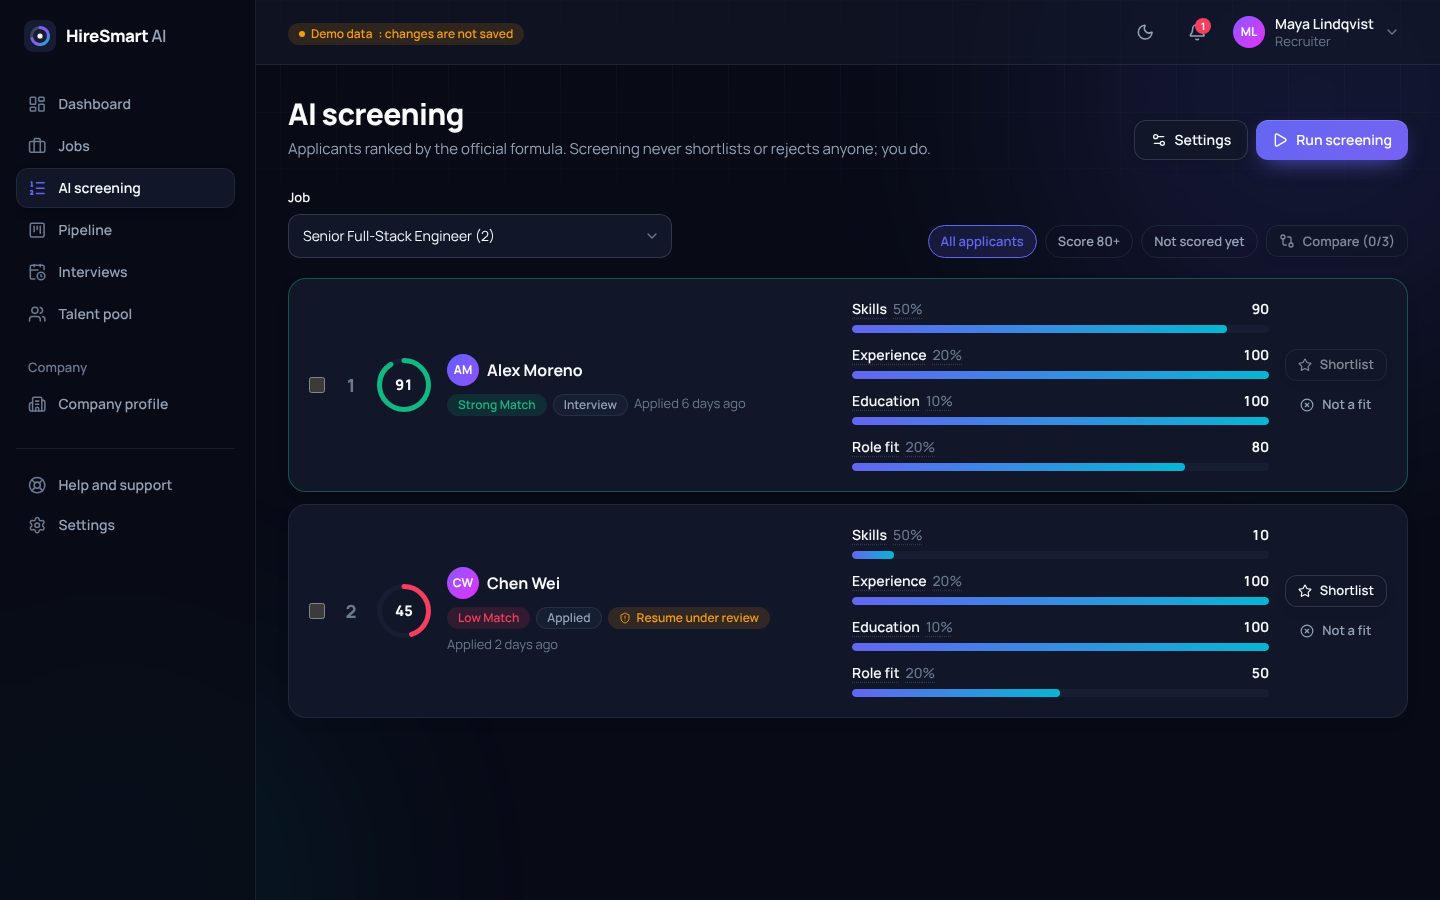 HireSmart AI
Demo data : changes are not saved
1
ML
Maya Lindqvist
Recruiter
Dashboard
Jobs
AI screening
Pipeline
Interviews
Talent pool
Company
Company profile
Help and support
Settings
AI screening
Applicants ranked by the official formula. Screening never shortlists or rejects anyone; you do.
Settings
Run screening
Job
Senior Full-Stack Engineer (2)
All applicants
Score 80+
Not scored yet
Compare (0/3)
1
91
AM
Alex Moreno
Strong Match
Interview
Applied 6 days ago
Skills 50% 90
Experience 20% 100
Education 10% 100
Role fit 20% 80
Shortlist
Not a fit
2
45
CW
Chen Wei
Low Match
Applied
Resume under review
Applied 2 days ago
Skills 50% 10
Experience 20% 100
Education 10% 100
Role fit 20% 50
Shortlist
Not a fit